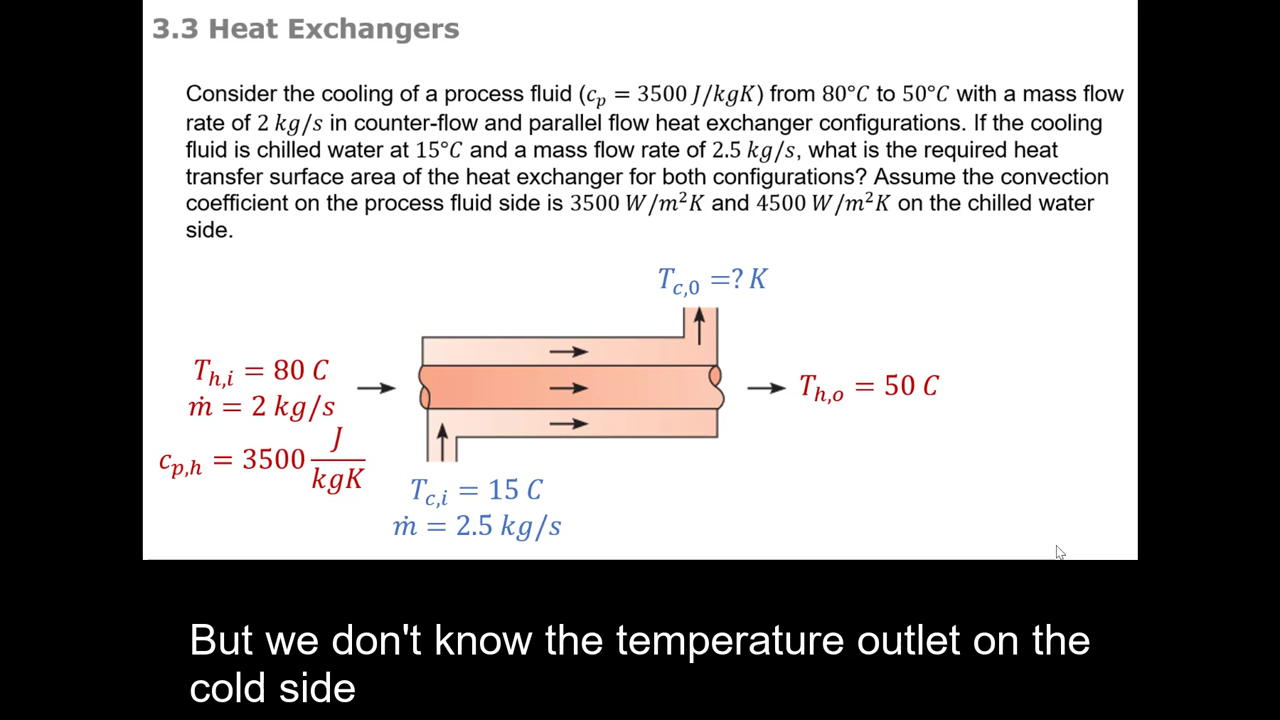 3.3 Heat Exchangers
Consider the cooling of a process fluid (c_p = 3500 J/kgK) from 80°C to 50°C with a mass flow
rate of 2 kg/s in counter-flow and parallel flow heat exchanger configurations. If the cooling
fluid is chilled water at 15°C and a mass flow rate of 2.5 kg/s, what is the required heat
transfer surface area of the heat exchanger for both configurations? Assume the convection
coefficient on the process fluid side is 3500 W/m²K and 4500 W/m²K on the chilled water
side.
T_{c,0} =? K
T_{h,i} = 80 C
ṁ = 2 kg/s
c_{p,h} = 3500 J/kgK
T_{h,o} = 50 C
T_{c,i} = 15 C
ṁ = 2.5 kg/s
But we don't know the temperature outlet on the
cold side